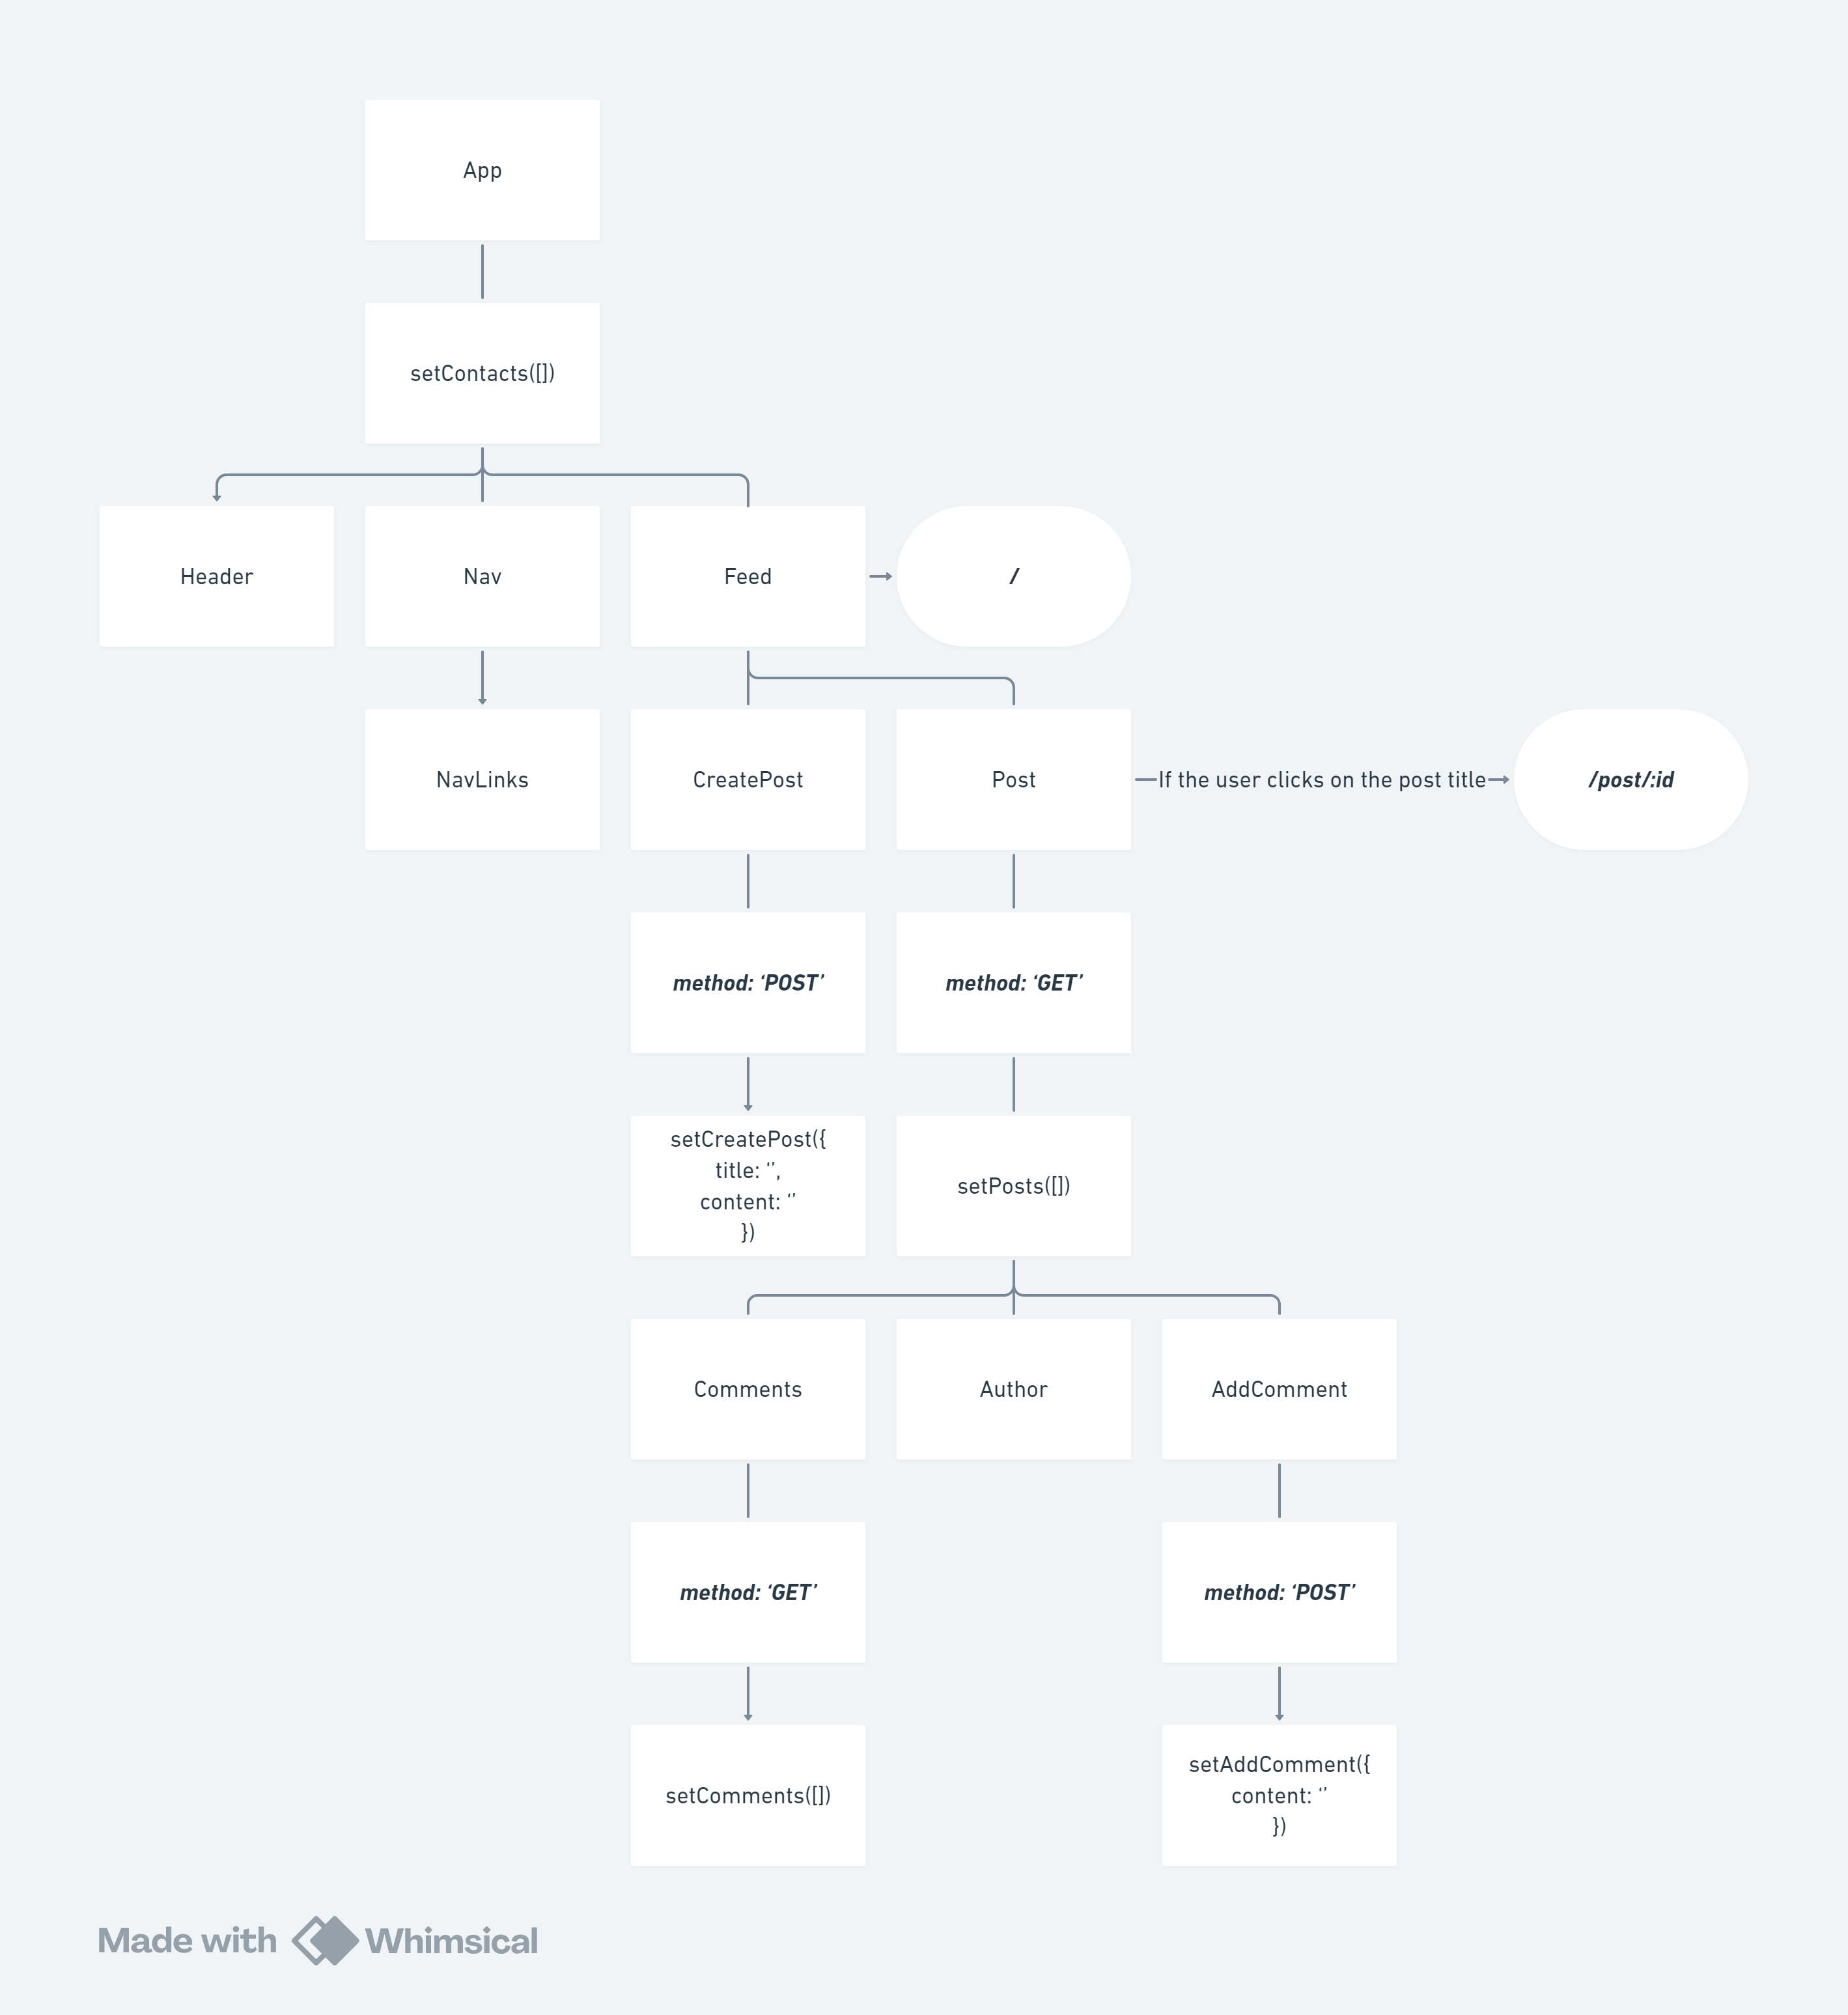 App
setContacts([])
Header
Nav
Feed
/
NavLinks
CreatePost
Post
If the user clicks on the post title
/post/:id
method: ‘POST’
method: ‘GET’
setCreatePost({
title: ‘’,
content: ‘’
})
setPosts([])
Comments
Author
AddComment
method: ‘GET’
method: ‘POST’
setComments([])
setAddComment({
content: ‘’
})
Made with Whimsical